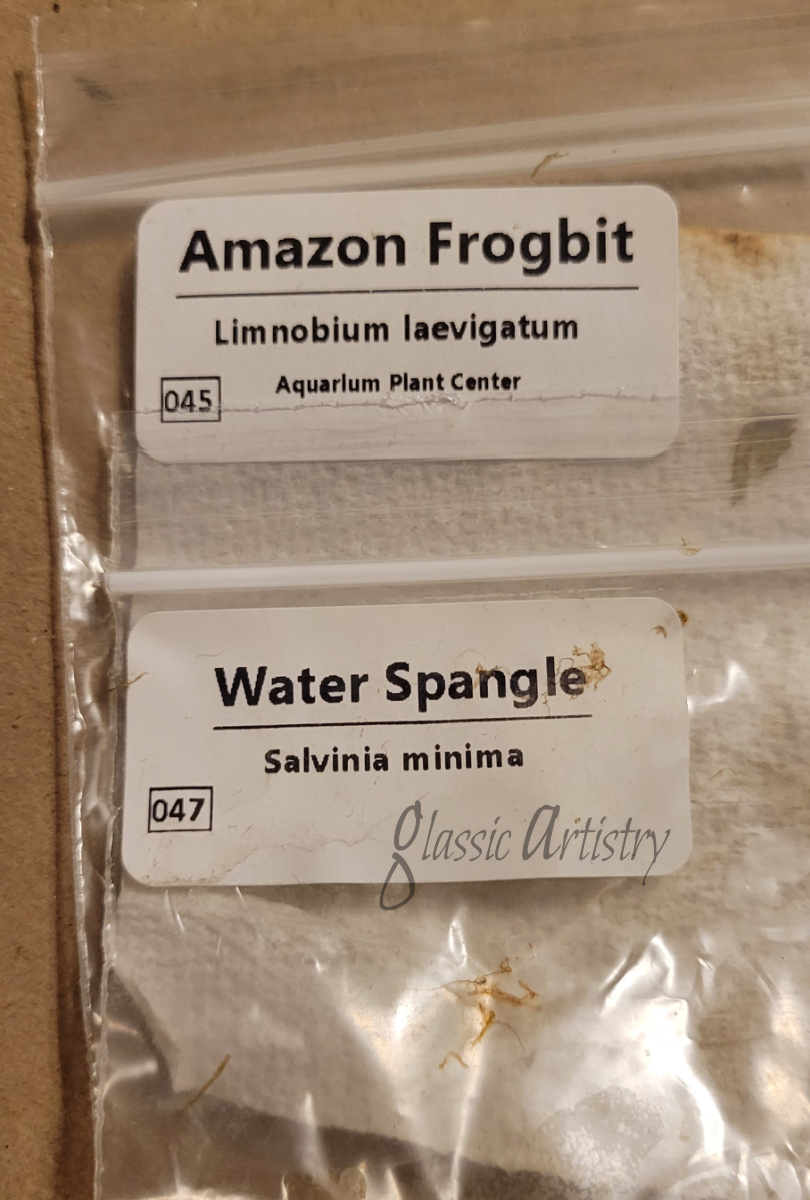 Amazon Frogbit
Limnobium laevigatum
Aquarium Plant Center
045
Water Spangle
Salvinia minima
047
glassic artistry